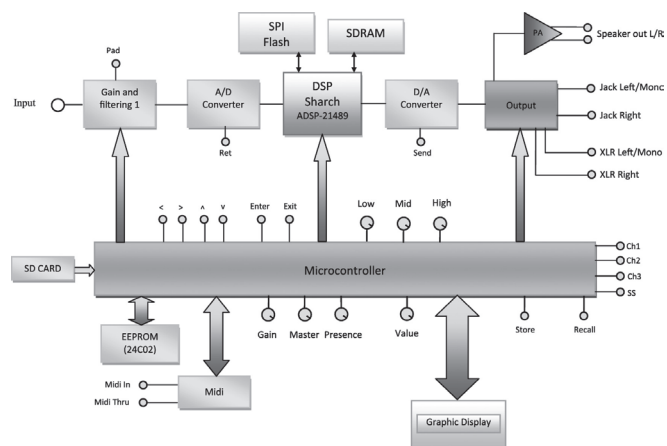 SPI
Flash
SDRAM
PA
Speaker out L/R
Pad
Input
Gain and
filtering 1
A/D
Converter
DSP
Sharch
ADSP-21489
D/A
Converter
Output
Jack Left/Mono
Jack Right
XLR Left/Mono
XLR Right
Ret
Send
<
>
^
v
Enter
Exit
Low
Mid
High
SD CARD
Microcontroller
Ch1
Ch2
Ch3
SS
Gain
Master
Presence
Value
Store
Recall
EEPROM
(24C02)
Midi In
Midi Thru
Midi
Graphic Display